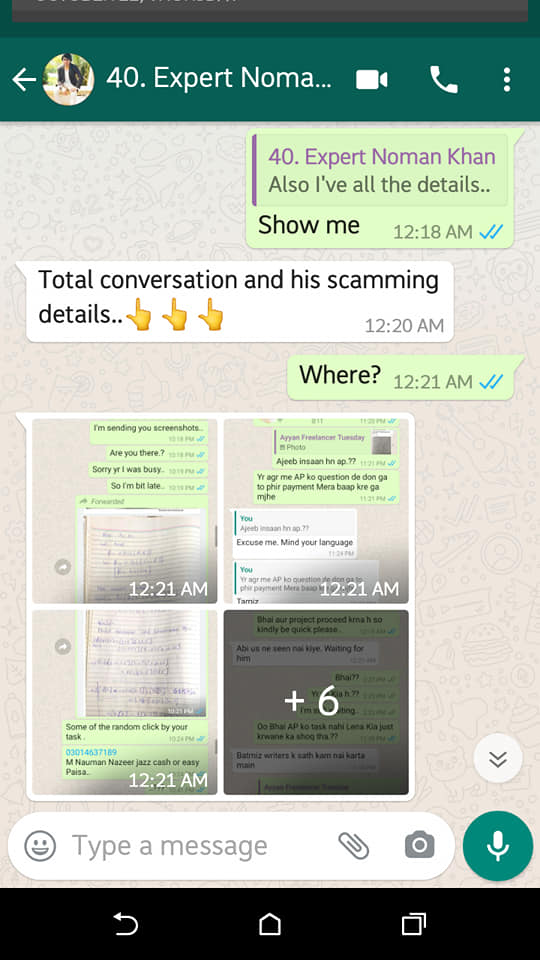 40. Expert Noma...
40. Expert Noman Khan
Also I've all the details..
Show me
12:18 AM
Total conversation and his scamming
details..👆👆👆
12:20 AM
Where?
12:21 AM
I'm sending you screenshots..
10:18 PM
Are you there.?
10:18 PM
Sorry yr I was busy..
10:19 PM
So I'm bit late..
10:19 PM
Forwarded
12:21 AM
8:11
11:20 PM
Ayyan Freelancer Tuesday
Photo
Ajeeb insaan hn ap.??
11:21 PM
Yr agr me AP ko question de don ga
to phir payment Mera baap kre ga
mjhe
11:21 PM
You
Ajeeb insaan hn ap.??
Excuse me. Mind your language
11:24 PM
You
Yr agr me AP ko question de don ga to
phir payment Mera baap kre ga mjhe
Tamiz
12:21 AM
10:21 PM
Some of the random click by your
task .
10:24 PM
03014637189
M Nauman Nazeer jazz cash or easy
Paisa..
12:21 AM
Bhai aur project proceed krna h so
kindly be quick please..
Abi us ne seen nai kiye. Waiting for
him
Bhai??
+ 6
Oo Bhai AP ko task nahi Lena Kia just
krwane ka shoq tha.??
Batmiz writers k sath kam nai karta
main
Ayyan Freelancer Tuesday
Type a message